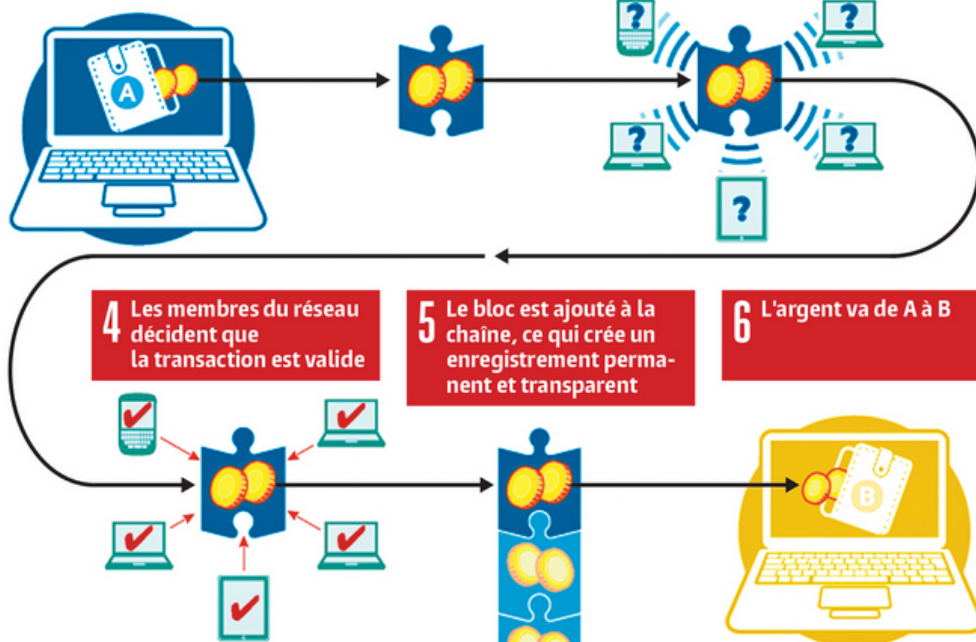 A
?
?
?
?
?
4 Les membres du réseau
décident que
la transaction est valide
5 Le bloc est ajouté à la
chaîne, ce qui crée un
enregistrement perma-
nent et transparent
6 L'argent va de A à B
B